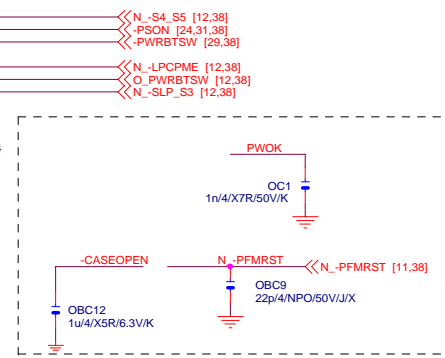 N_-S4_S5 [12,38]
-PSON [24,31,38]
-PWRBTSW [29,38]
N_-LPCPME [12,38]
O_PWRBTSW [12,38]
N_-SLP_S3 [12,38]
PWOK
OC1
1n/4/X7R/50V/K
-CASEOPEN
N_-PFMRST
N_-PFMRST [11,38]
OBC12
1u/4/X5R/6.3V/K
OBC9
22p/4/NPO/50V/J/X